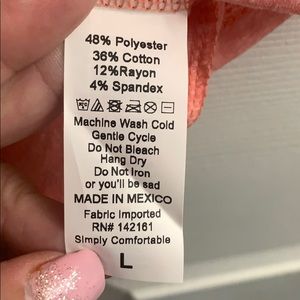 48% Polyester
36% Cotton
12%Rayon
4% Spandex
Machine Wash Cold
Gentle Cycle
Do Not Bleach
Hang Dry
Do Not Iron
or you'll be sad
MADE IN MEXICO
Fabric Imported
RN# 142161
Simply Comfortable
L